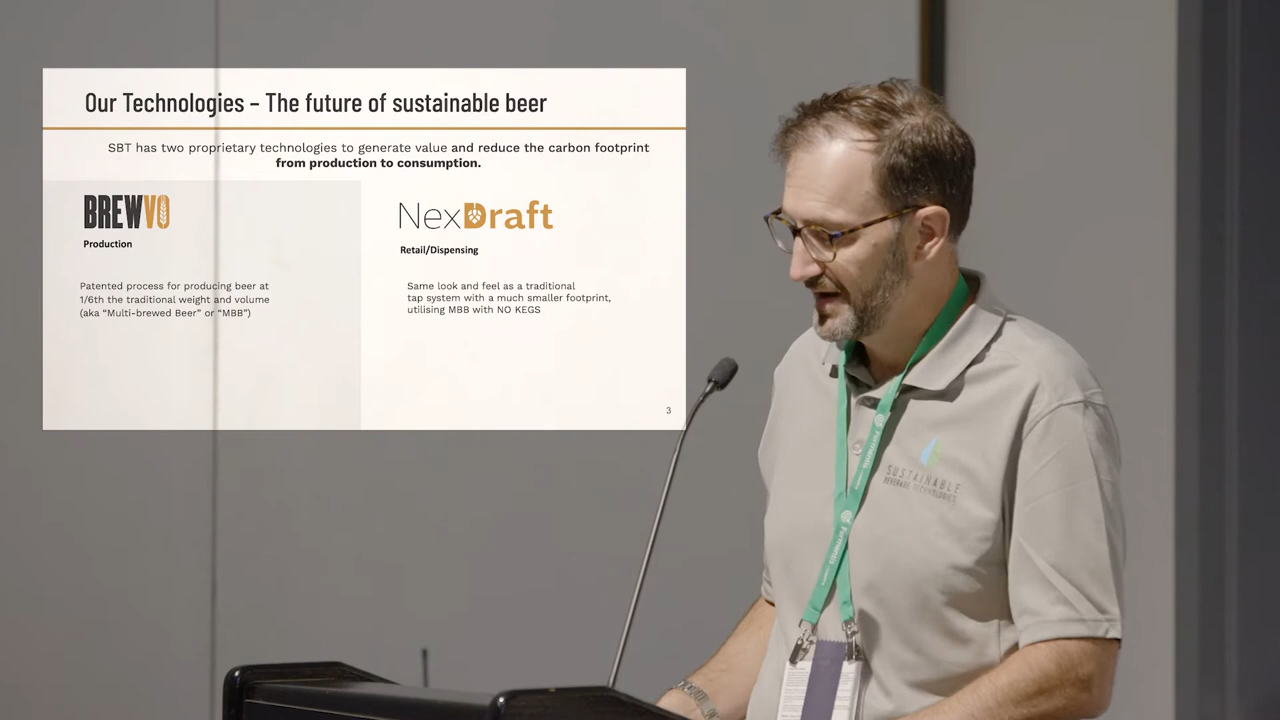 Our Technologies – The future of sustainable beer
SBT has two proprietary technologies to generate value and reduce the carbon footprint
from production to consumption.
BREWVO
Production
Patented process for producing beer at
1/6th the traditional weight and volume
(aka “Multi-brewed Beer” or “MBB”)
NexDraft
Retail/Dispensing
Same look and feel as a traditional
tap system with a much smaller footprint,
utilising MBB with NO KEGS
3
SUSTAINABLE
BEVERAGE TECHNOLOGIES
Fermentis
Fermentis